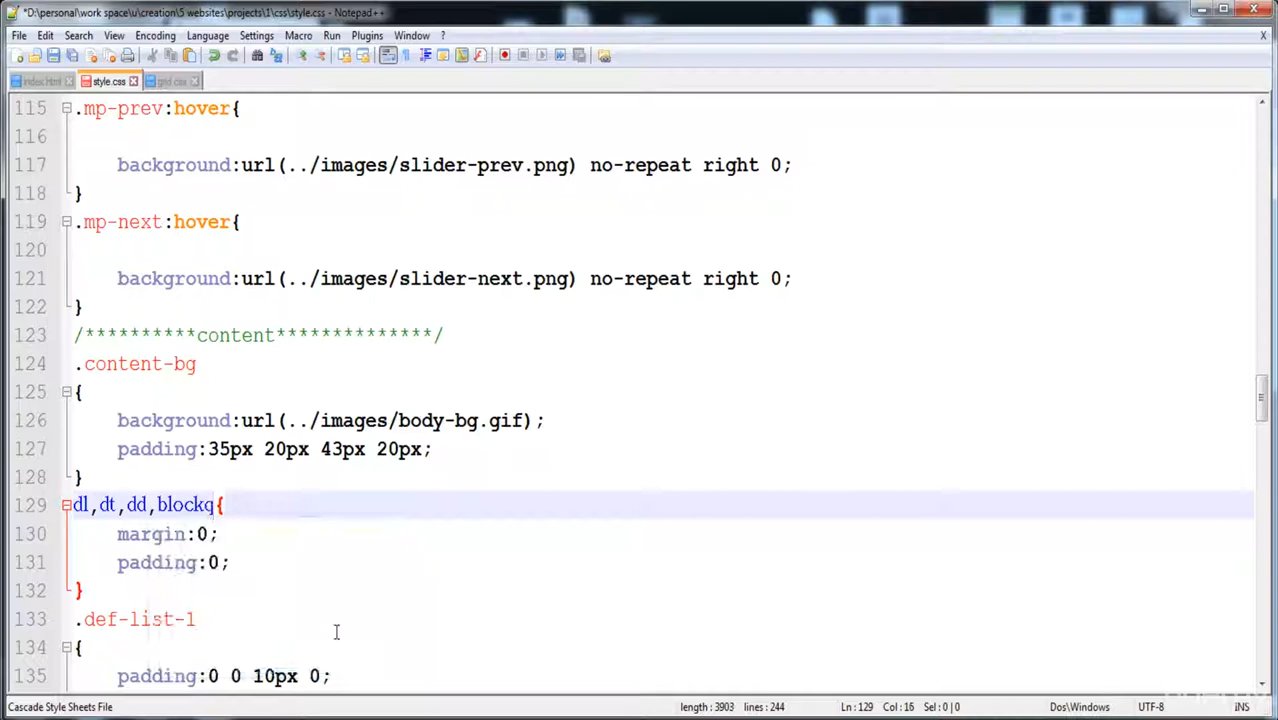 *D:\personal\work space\u\creation\5 websites\projects\1\css\style.css - Notepad++
File Edit Search View Encoding Language Settings Macro Run Plugins Window ? X
index.html style.css grid.css
115 .mp-prev:hover{
116
117 background:url(../images/slider-prev.png) no-repeat right 0;
118 }
119 .mp-next:hover{
120
121 background:url(../images/slider-next.png) no-repeat right 0;
122 }
123 /**********content**************/
124 .content-bg
125 {
126 background:url(../images/body-bg.gif);
127 padding:35px 20px 43px 20px;
128 }
129 dl,dt,dd,blockq{
130 margin:0;
131 padding:0;
132 }
133 .def-list-1
134 {
135 padding:0 0 10px 0;
Cascade Style Sheets File length : 3903 lines : 244 Ln : 129 Col : 16 Sel : 0 | 0 Dos\Windows UTF-8 INS